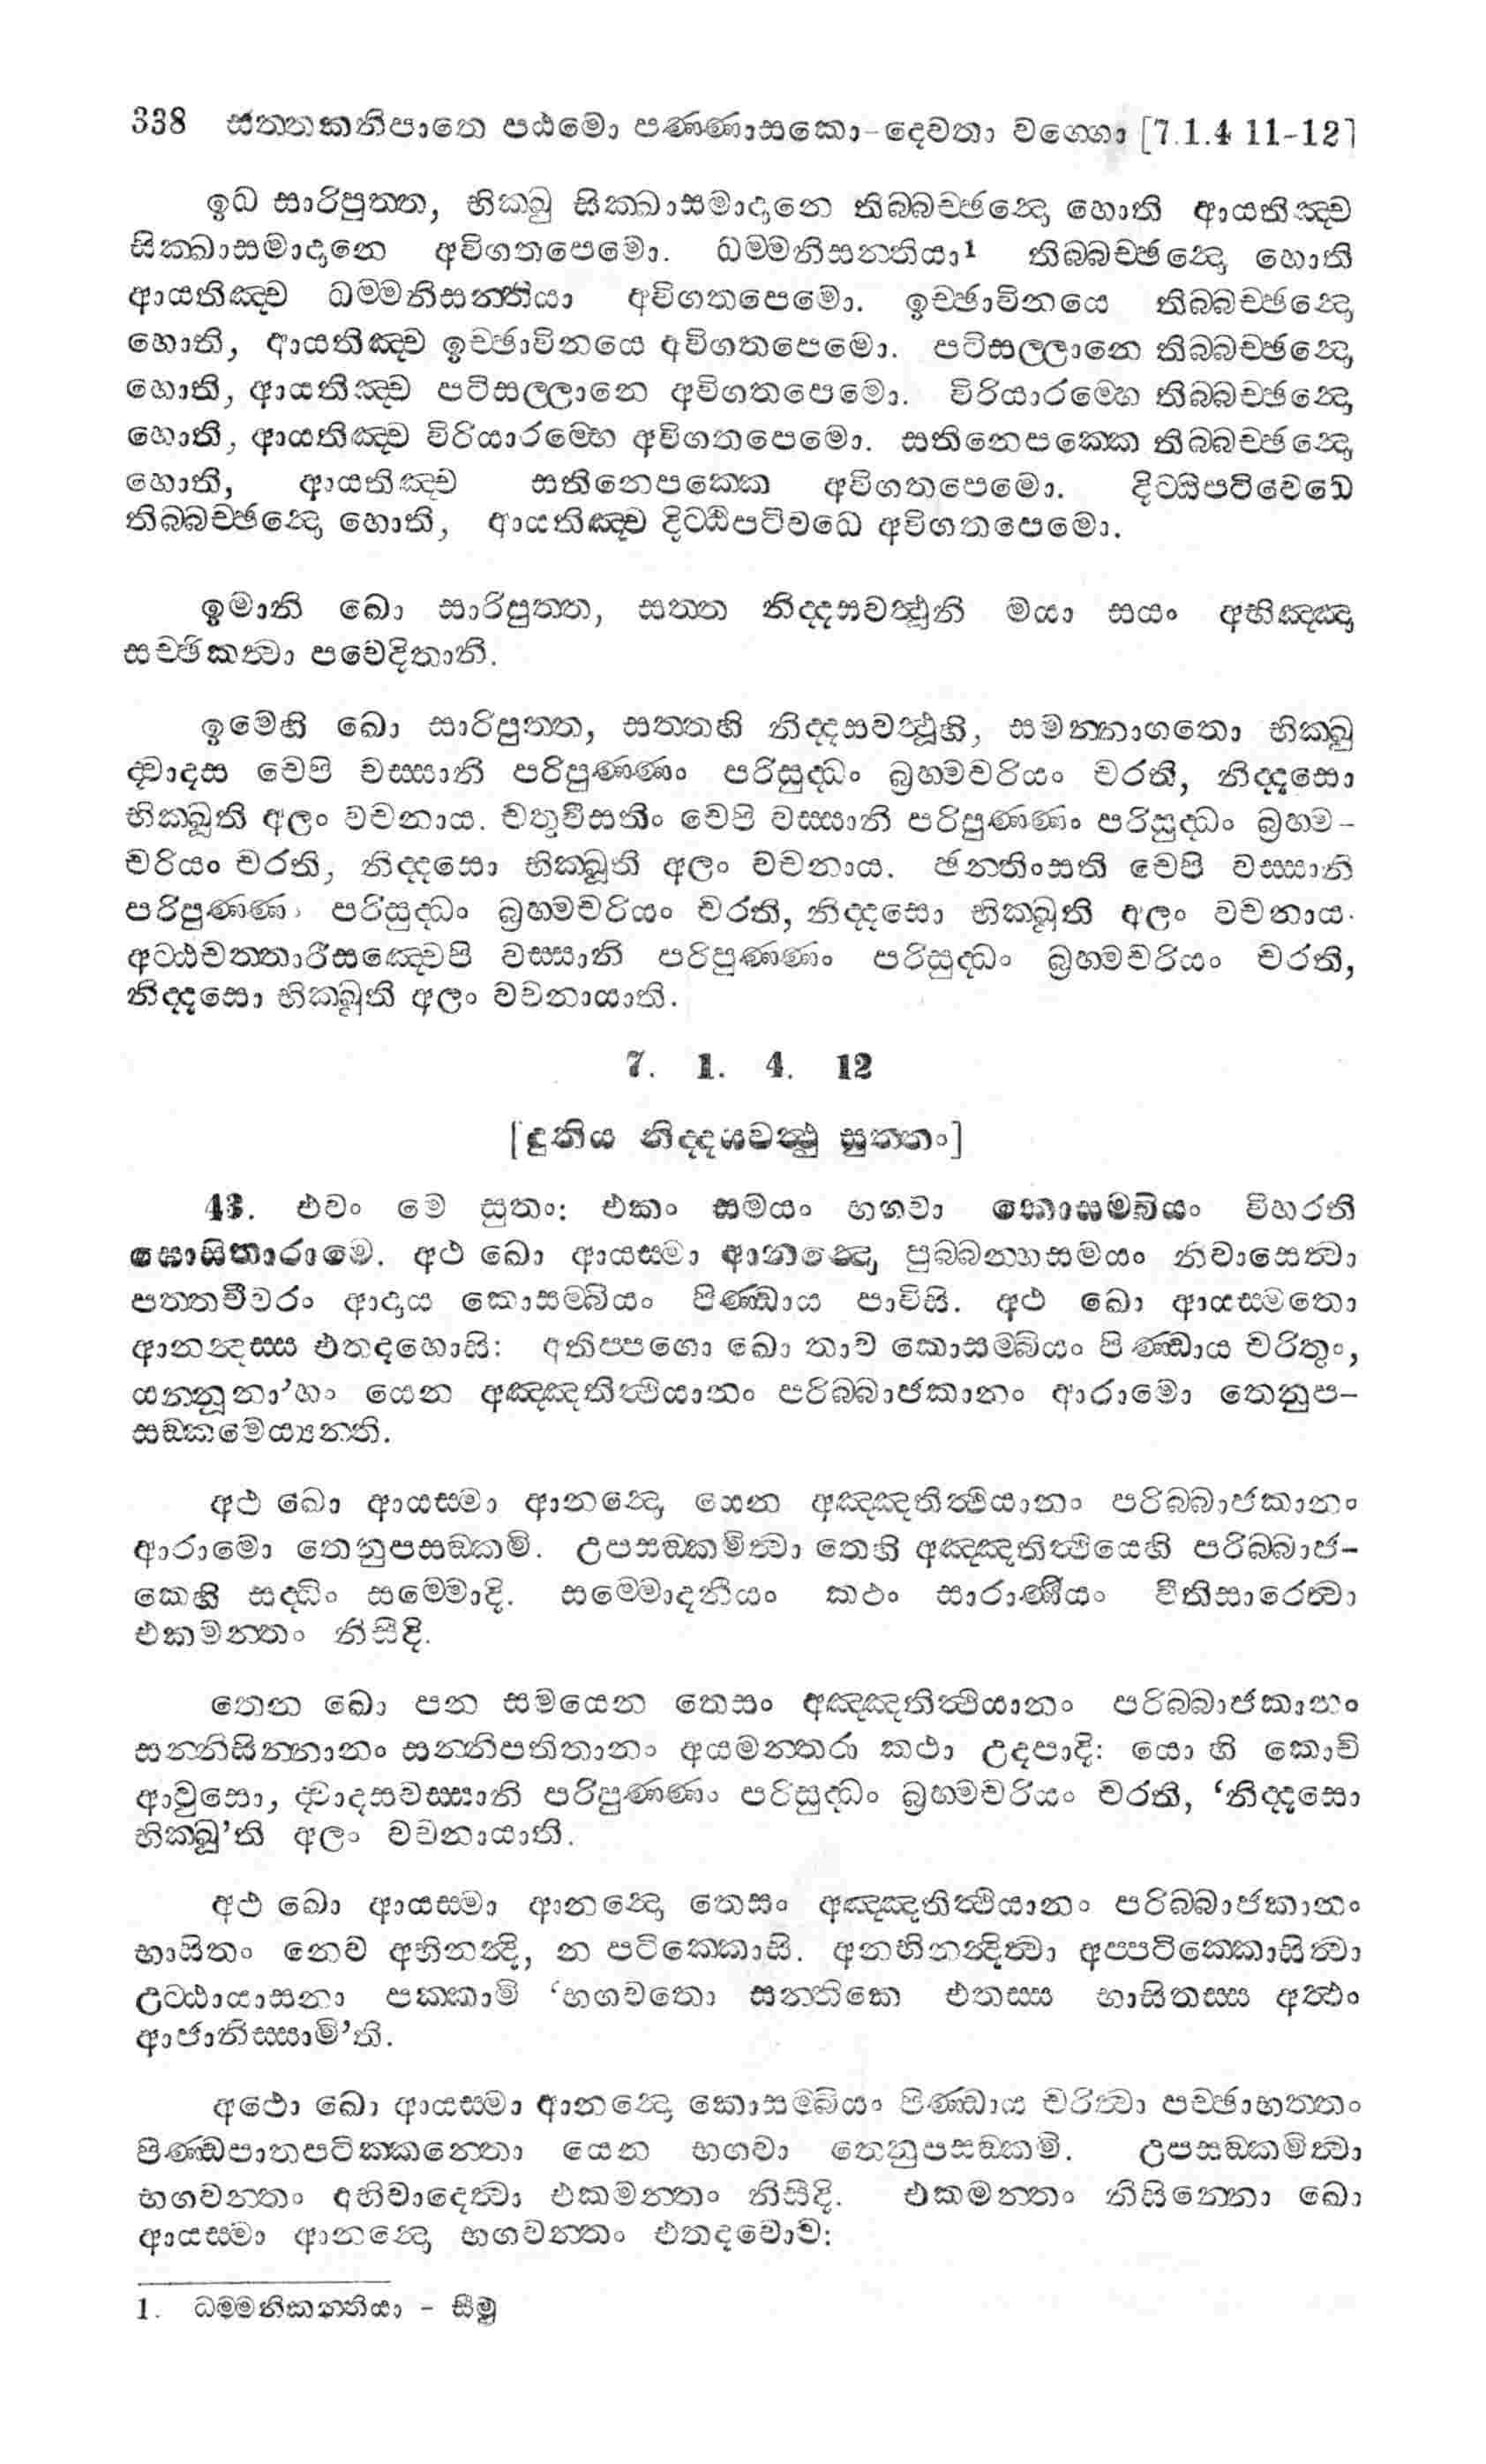 338 සත්තකනිපාතෙ පඨමො පණ්ණාසකො-දෙවතා වග්ගො [7.1.4 11-12]
ඉධ සාරිපුත්ත, භික්ඛු සික්ඛාසමාදානෙ තිබ්බච්ඡන්දො හොති ආයතිඤ්ච
සික්ඛාසමාදානෙ අවිගතපෙමො. ධම්මනිසන්තියා1 තිබ්බච්ඡන්දො හොති
ආයතිඤ්ච ධම්මනිසන්තියා අවිගතපෙමො. ඉච්ඡාවිනයෙ තිබ්බච්ඡන්දො
හොති, ආයතිඤ්ච ඉච්ඡාවිනයෙ අවිගතපෙමො. පටිසල්ලානෙ තිබ්බච්ඡන්දො
හොති, ආයතිඤ්ච පටිසල්ලානෙ අවිගතපෙමො. විරියාරම්හෙ තිබ්බච්ඡන්දො
හොති, ආයතිඤ්ච විරියාරම්භෙ අවිගතපෙමො. සතිනෙපක්කෙ තිබ්බච්ඡන්දො
හොති, ආයතිඤ්ච සතිනෙපක්කෙ අවිගතපෙමො. දිට්ඨිපටිවෙධෙ
තිබ්බච්ඡන්දො හොති, ආයතිඤ්ච දිට්ඨිපටිවධෙ අවිගතපෙමො.
ඉමානි ඛො සාරිපුත්ත, සත්ත නිද්දසවත්ථූනි මයා සයං අභිඤ්ඤා
සච්ඡිකත්වා පවෙදිතානි.
ඉමෙහි ඛො සාරිපුත්ත, සත්තහි නිද්දසවත්ථූහි, සමන්නාගතො භික්ඛු
ද්වාදස චෙපි වස්සානි පරිපුණ්ණං පරිසුද්ධං බ්‍රහ්මචරියං චරති, නිද්දසො
භික්ඛූති අලං වචනාය. චතුවීසතිං චෙපි වස්සානි පරිපුණ්ණං පරිසුද්ධං බ්‍රහ්ම-
චරියං චරති, නිද්දසො භික්ඛූති අලං වචනාය. ඡන්තිංසති චෙපි වස්සානි
පරිපුණ්ණං පරිසුද්ධං බ්‍රහ්මචරියං චරති, නිද්දසො භික්ඛූති අලං වචනාය.
අට්ඨචත්තාරීසඤ්චෙපි වස්සානි පරිපුණ්ණං පරිසුද්ධං බ්‍රහ්මචරියං චරති,
නිද්දසො භික්ඛූති අලං වචනායාති.
7. 1. 4. 12
[දුතිය නිද්දසවත්ථු සුත්තං]
43. එවං මෙ සුතං: එකං සමයං භගවා කොසම්බියං විහරති
ඝොසිතාරාමෙ. අථ ඛො ආයස්මා ආනන්දො පුබ්බන්හසමයං නිවාසෙත්වා
පත්තචීවරං ආදාය කොසම්බියං පිණ්ඩාය පාවිසි. අථ ඛො ආයස්මතො
ආනන්දස්ස එතදහොසි: අතිප්පගො ඛො තාව කොසම්බියං පිණ්ඩාය චරිතුං,
යන්නූනා’හං යෙන අඤ්ඤතිත්ථියානං පරිබ්බාජකානං ආරාමො තෙනුප-
සඞ්කමෙය්‍යන්ති.
අථ ඛො ආයස්මා ආනන්දො යෙන අඤ්ඤතිත්ථියානං පරිබ්බාජකානං
ආරාමො තෙනුපසඞ්කමි. උපසඞ්කමිත්වා තෙහි අඤ්ඤතිත්ථියෙහි පරිබ්බාජ-
කෙහි සද්ධිං සම්මොදි. සම්මොදනීයං කථං සාරාණීයං වීතිසාරෙත්වා
එකමන්තං නිසීදි.
තෙන ඛො පන සමයෙන තෙසං අඤ්ඤතිත්ථියානං පරිබ්බාජකානං
සන්නිසින්නානං සන්නිපතිතානං අයමන්තරා කථා උදපාදි: යො හි කොචි
ආවුසො, ද්වාදසවස්සානි පරිපුණ්ණං පරිසුද්ධං බ්‍රහ්මචරියං චරති, ‘නිද්දසො
භික්ඛූ’ති අලං වචනායාති.
අථ ඛො ආයස්මා ආනන්දො තෙසං අඤ්ඤතිත්ථියානං පරිබ්බාජකානං
භාසිතං නෙව අභිනන්දි, න පටික්කොසි. අනභිනන්දිත්වා අප්පටික්කොසිත්වා
උට්ඨායාසනා පක්කාමි ‘භගවතො සන්තිකෙ එතස්ස භාසිතස්ස අත්ථං
ආජානිස්සාමී’ති.
අථො ඛො ආයස්මා ආනන්දො කොසම්බියං පිණ්ඩාය චරිත්වා පච්ඡාභත්තං
පිණ්ඩපාතපටික්කන්තො යෙන භගවා තෙනුපසඞ්කමි. උපසඞ්කමිත්වා
භගවන්තං අභිවාදෙත්වා එකමන්තං නිසීදි. එකමන්තං නිසින්නො ඛො
ආයස්මා ආනන්දො භගවන්තං එතදවොච:
1. ධම්මනිකන්තියා - සීමු